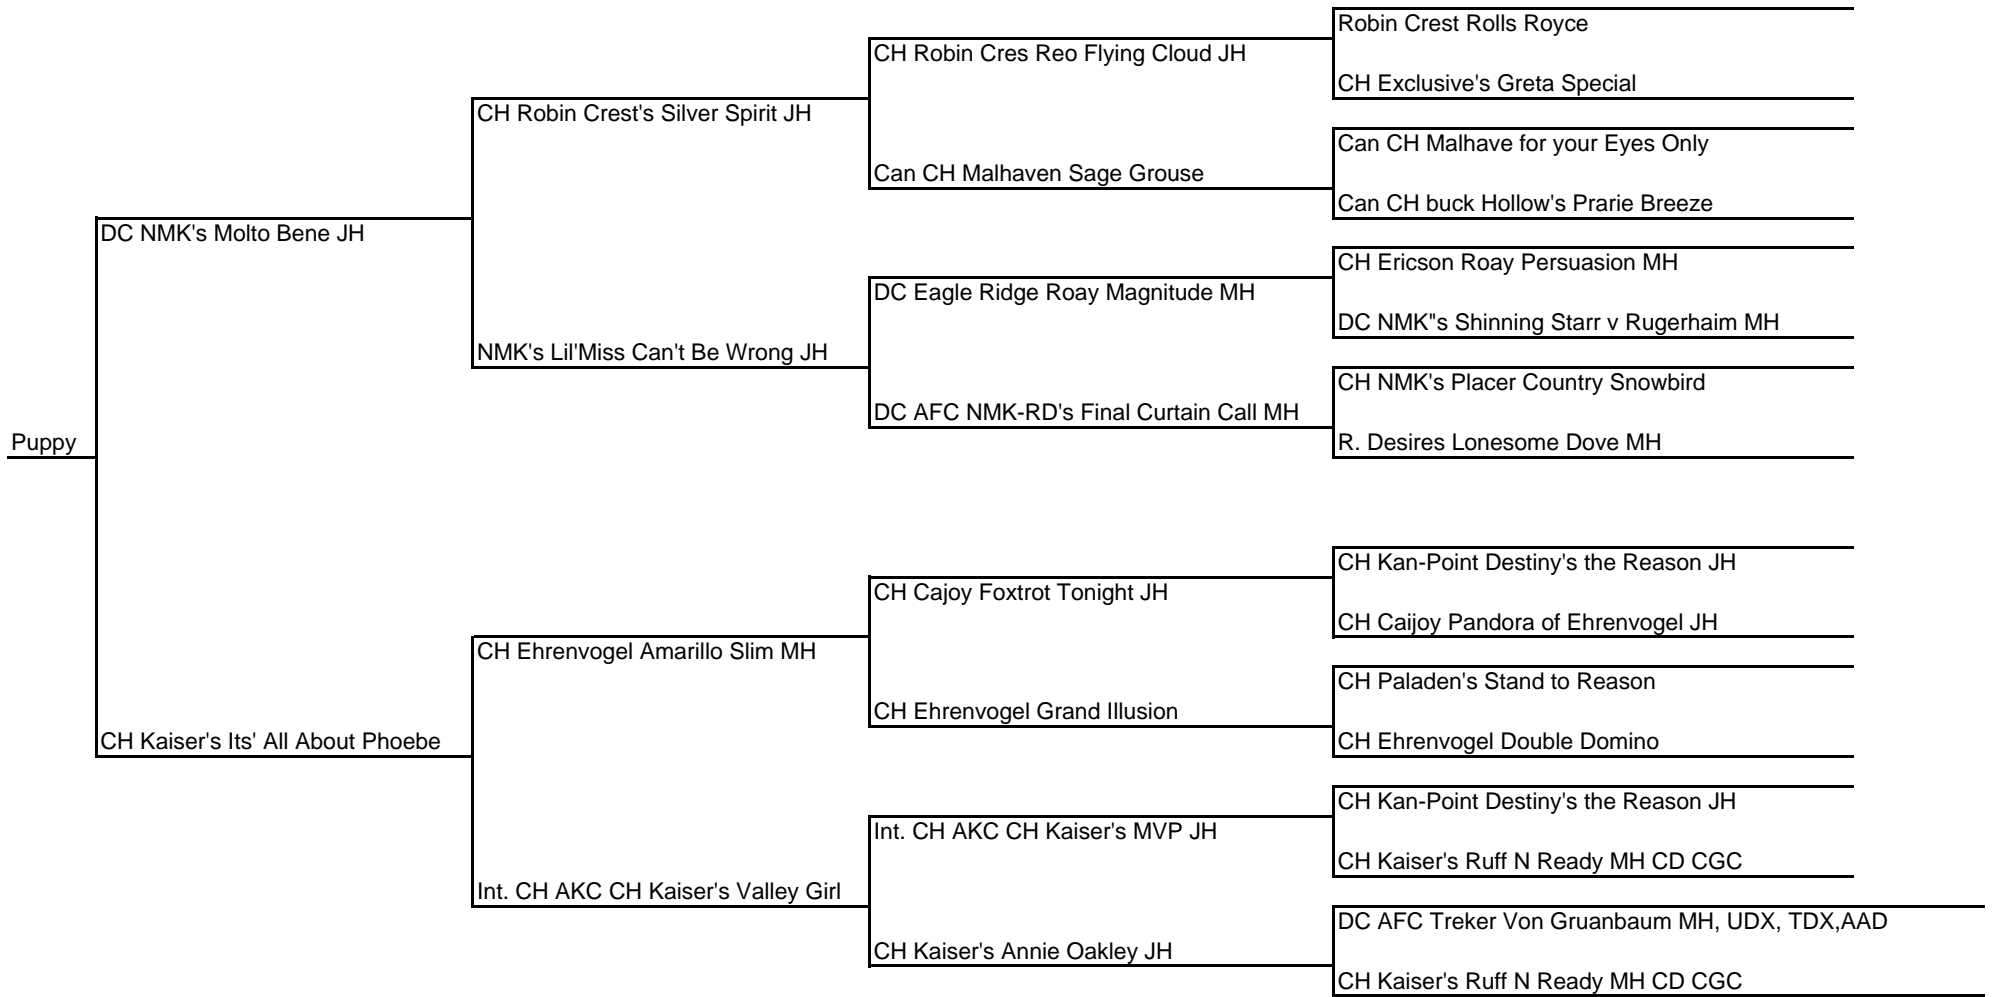 Robin Crest Rolls Royce
CH Robin Cres Reo Flying Cloud JH
CH Exclusive's Greta Special
CH Robin Crest's Silver Spirit JH
Can CH Malhave for your Eyes Only
Can CH Malhaven Sage Grouse
Can CH buck Hollow's Prarie Breeze
DC NMK's Molto Bene JH
CH Ericson Roay Persuasion MH
DC Eagle Ridge Roay Magnitude MH
DC NMK"s Shinning Starr v Rugerhaim MH
NMK's Lil'Miss Can't Be Wrong JH
CH NMK's Placer Country Snowbird
DC AFC NMK-RD's Final Curtain Call MH
Puppy
R. Desires Lonesome Dove MH
CH Kan-Point Destiny's the Reason JH
CH Cajoy Foxtrot Tonight JH
CH Caijoy Pandora of Ehrenvogel JH
CH Ehrenvogel Amarillo Slim MH
CH Paladen's Stand to Reason
CH Ehrenvogel Grand Illusion
CH Kaiser's Its' All About Phoebe
CH Ehrenvogel Double Domino
CH Kan-Point Destiny's the Reason JH
Int. CH AKC CH Kaiser's MVP JH
CH Kaiser's Ruff N Ready MH CD CGC
Int. CH AKC CH Kaiser's Valley Girl
DC AFC Treker Von Gruanbaum MH, UDX, TDX,AAD
CH Kaiser's Annie Oakley JH
CH Kaiser's Ruff N Ready MH CD CGC